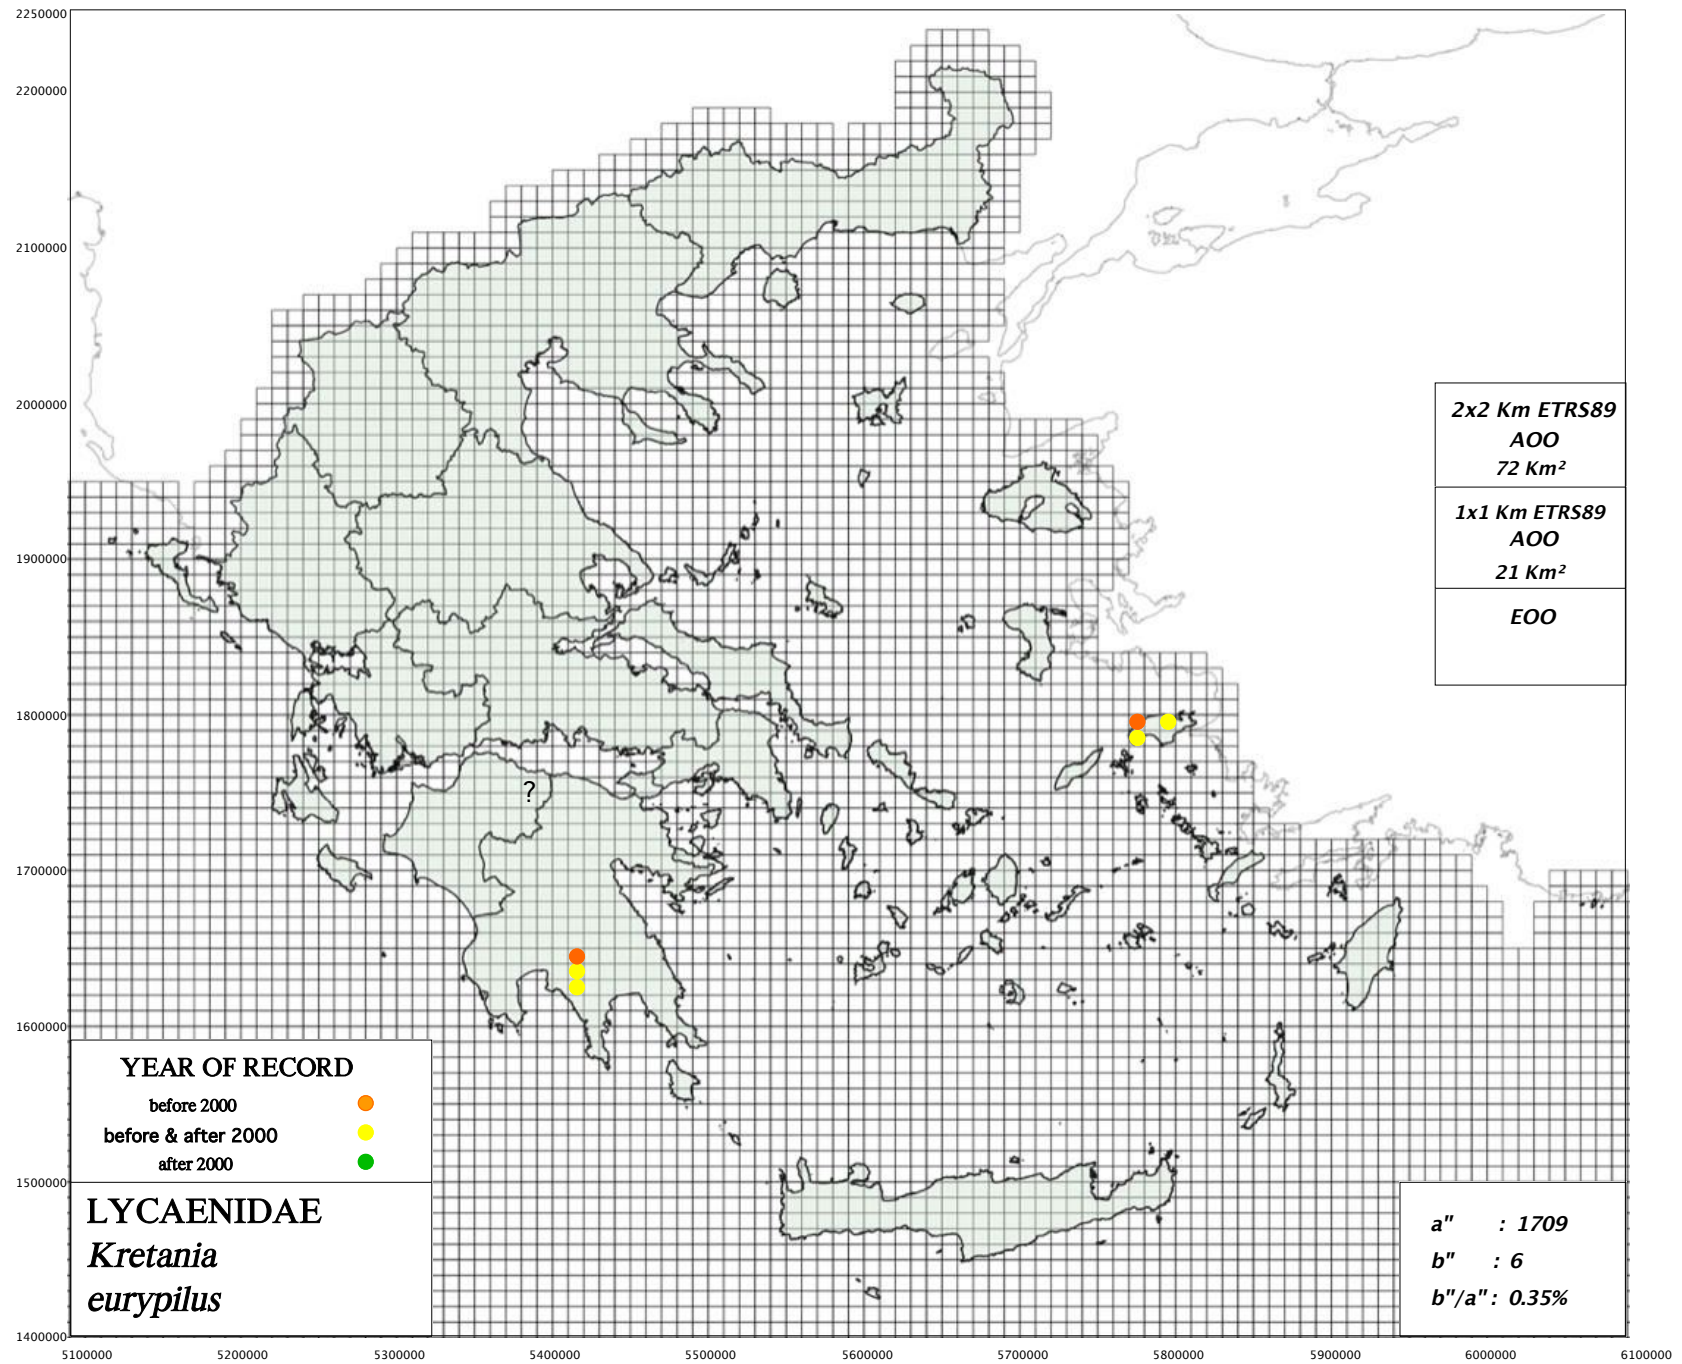 2250000
2200000
2100000
2000000
1900000
1800000
1700000
1600000
1500000
1400000
2x2 Km ETRS89
AOO
72 Km²
1x1 Km ETRS89
AOO
21 Km²
EOO
?
YEAR OF RECORD
before 2000
before & after 2000
after 2000
LYCAENIDAE
Kretania
eurypilus
a" : 1709
b" : 6
b"/a" : 0.35%
5100000 5200000 5300000 5400000 5500000 5600000 5700000 5800000 5900000 6000000 6100000